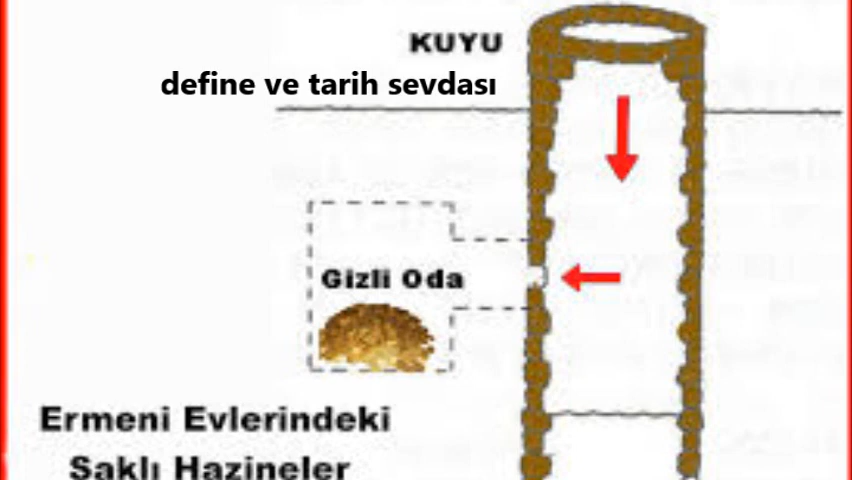 KUYU
define ve tarih sevdası
Gizli Oda
Ermeni Evlerindeki
Saklı Hazineler